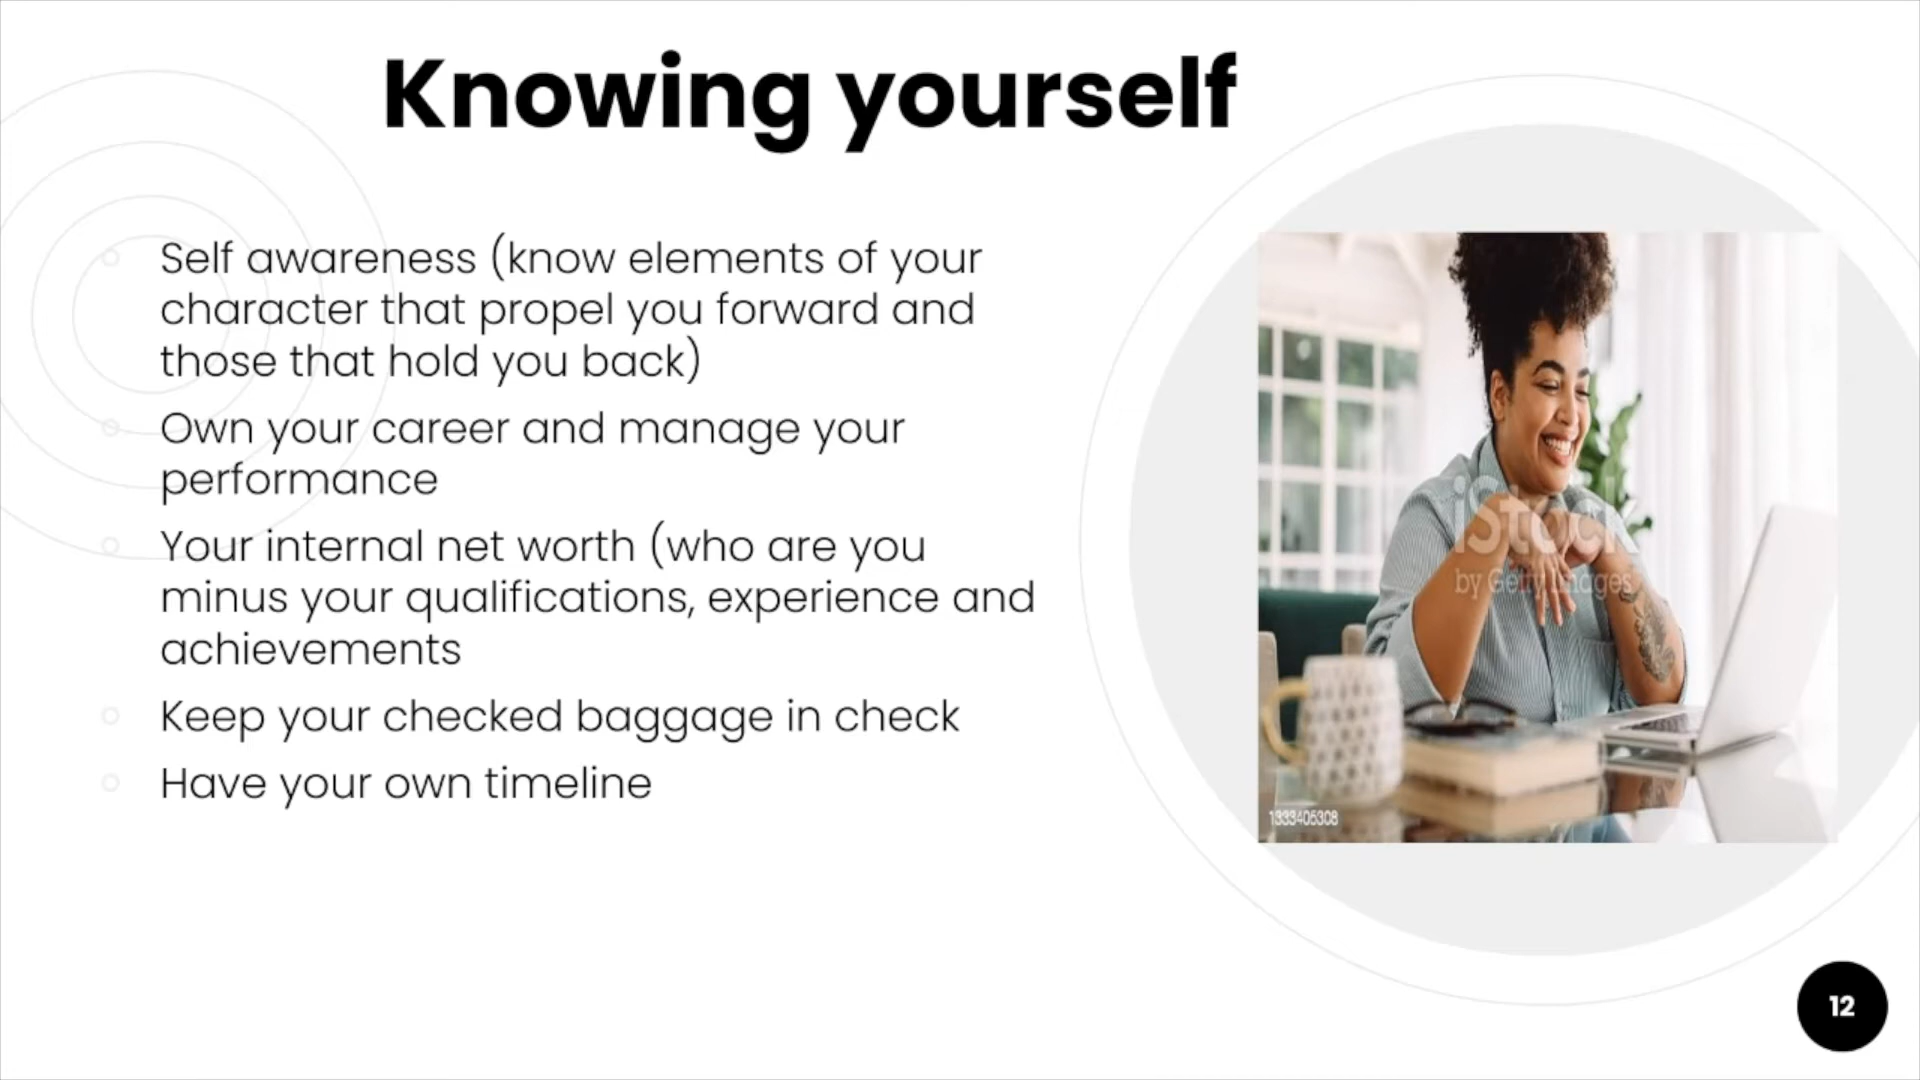 Knowing yourself
Self awareness (know elements of your
character that propel you forward and
those that hold you back)
Own your career and manage your
performance
Your internal net worth (who are you
minus your qualifications, experience and
achievements
Keep your checked baggage in check
Have your own timeline
iStock
by Getty Images
1333405308
12